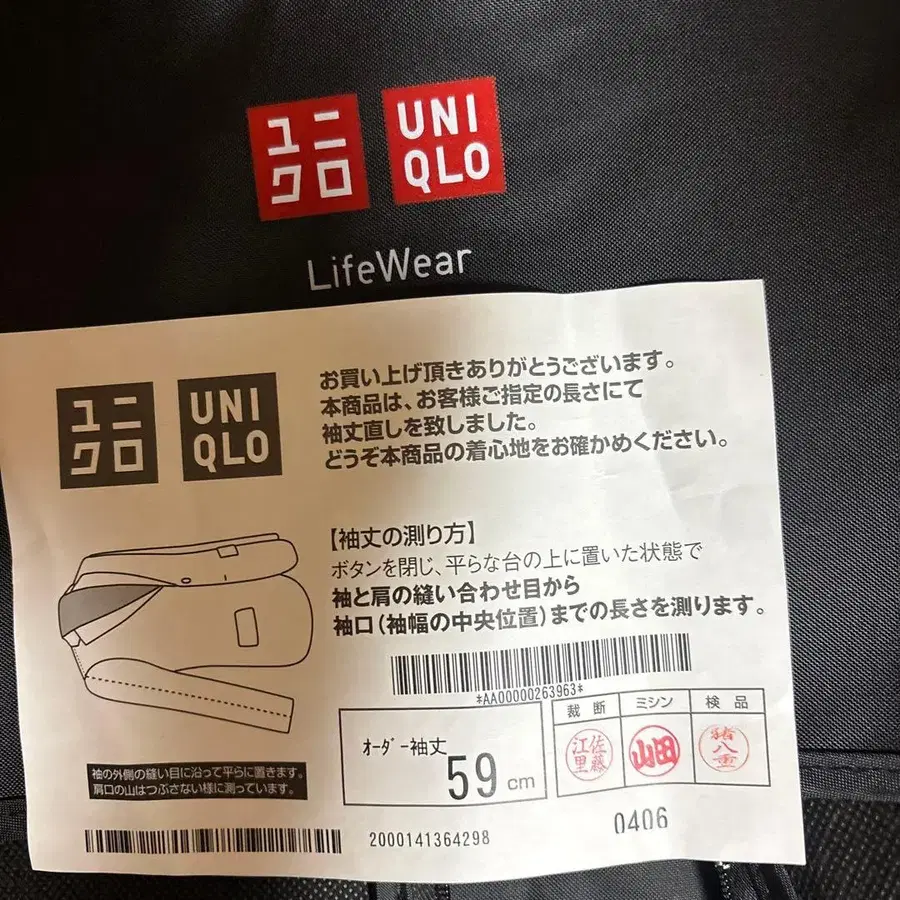 ユニ
クロ
UNI
QLO
LifeWear
ユニ
クロ
UNI
QLO
お買い上げ頂きありがとうございます。
本商品は、お客様ご指定の長さにて
袖丈直しを致しました。
どうぞ本商品の着心地をお確かめください。
【袖丈の測り方】
ボタンを閉じ、平らな台の上に置いた状態で
袖と肩の縫い合わせ目から
袖口(袖幅の中央位置)までの長さを測ります。
*AA00000263963*
オーダー袖丈
59 cm
裁断 ミシン 検品
佐藤
江里
山田
八重
0406
袖の外側の縫い目に沿って平らに置きます。
肩口の山はつぶさない様に測っています。
2000141364298